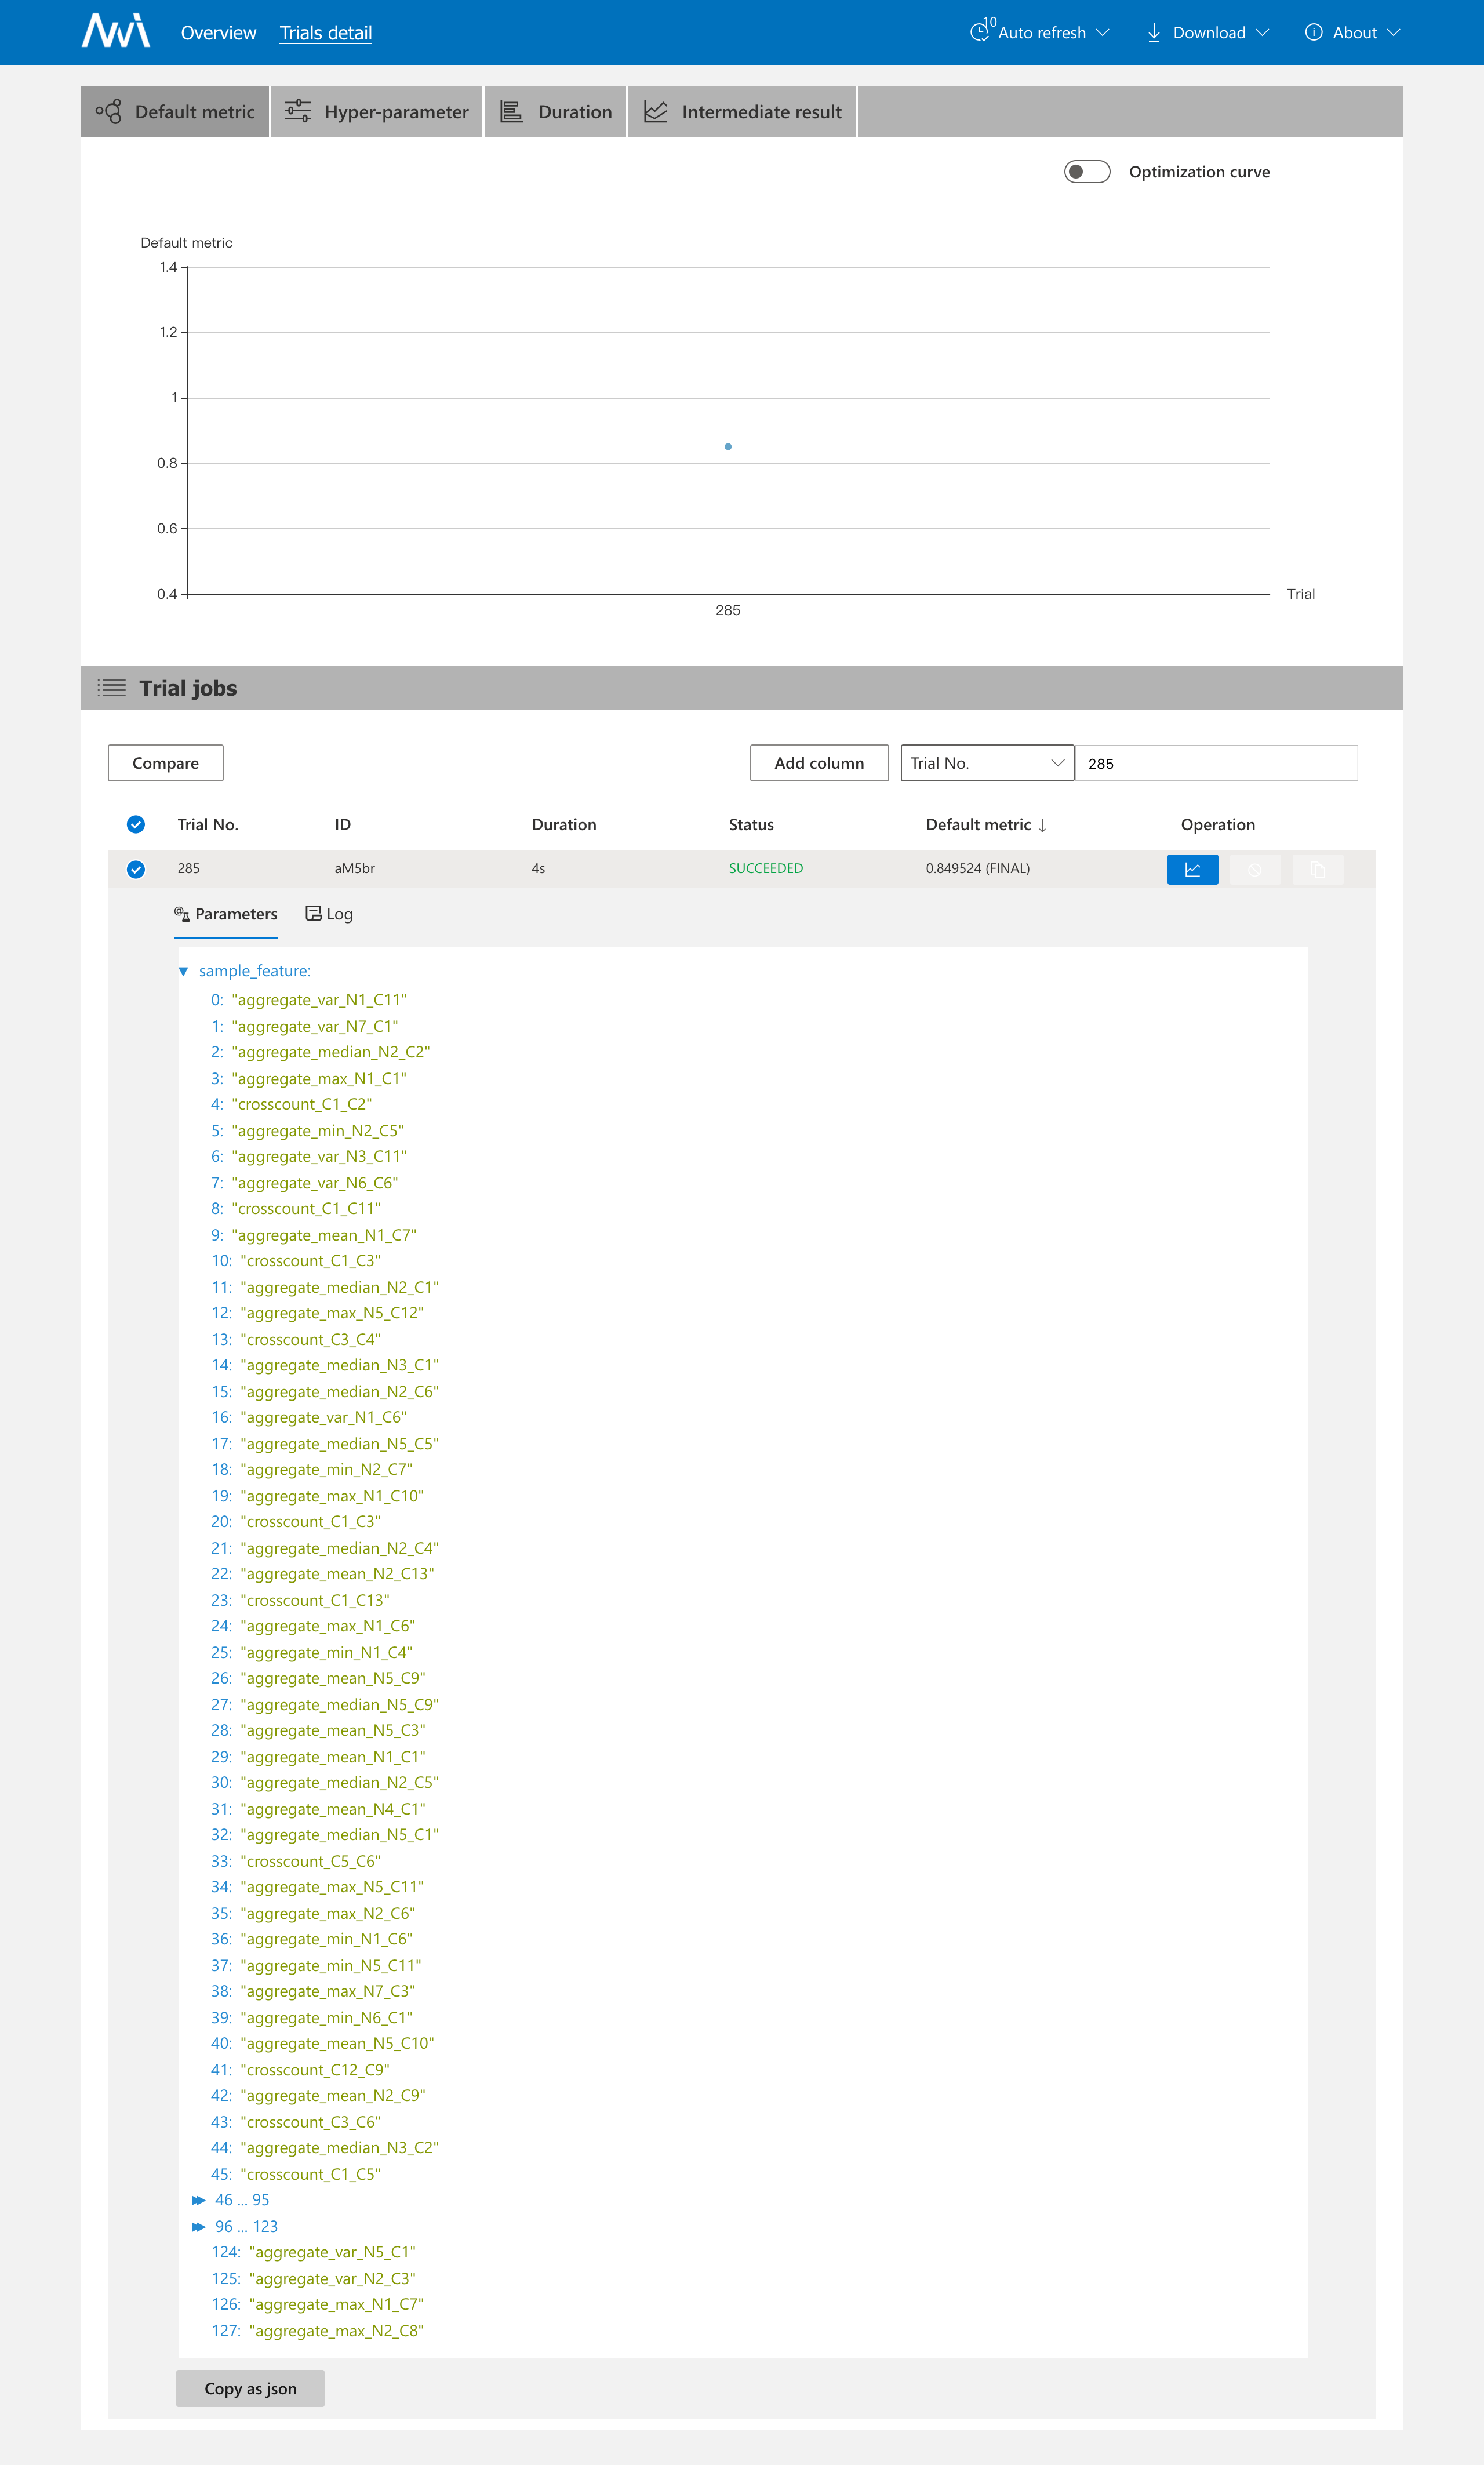 Overview Trials detail 10 Auto refresh Download About
Default metric Hyper-parameter Duration Intermediate result
Optimization curve
Default metric
1.4
1.2
1
0.8
0.6
0.4
Trial
285
Trial jobs
Compare Add column Trial No. 285
Trial No. ID Duration Status Default metric ↓ Operation
285 aM5br 4s SUCCEEDED 0.849524 (FINAL)
Parameters Log
sample_feature:
0: "aggregate_var_N1_C11"
1: "aggregate_var_N7_C1"
2: "aggregate_median_N2_C2"
3: "aggregate_max_N1_C1"
4: "crosscount_C1_C2"
5: "aggregate_min_N2_C5"
6: "aggregate_var_N3_C11"
7: "aggregate_var_N6_C6"
8: "crosscount_C1_C11"
9: "aggregate_mean_N1_C7"
10: "crosscount_C1_C3"
11: "aggregate_median_N2_C1"
12: "aggregate_max_N5_C12"
13: "crosscount_C3_C4"
14: "aggregate_median_N3_C1"
15: "aggregate_median_N2_C6"
16: "aggregate_var_N1_C6"
17: "aggregate_median_N5_C5"
18: "aggregate_min_N2_C7"
19: "aggregate_max_N1_C10"
20: "crosscount_C1_C3"
21: "aggregate_median_N2_C4"
22: "aggregate_mean_N2_C13"
23: "crosscount_C1_C13"
24: "aggregate_max_N1_C6"
25: "aggregate_min_N1_C4"
26: "aggregate_mean_N5_C9"
27: "aggregate_median_N5_C9"
28: "aggregate_mean_N5_C3"
29: "aggregate_mean_N1_C1"
30: "aggregate_median_N2_C5"
31: "aggregate_mean_N4_C1"
32: "aggregate_median_N5_C1"
33: "crosscount_C5_C6"
34: "aggregate_max_N5_C11"
35: "aggregate_max_N2_C6"
36: "aggregate_min_N1_C6"
37: "aggregate_min_N5_C11"
38: "aggregate_max_N7_C3"
39: "aggregate_min_N6_C1"
40: "aggregate_mean_N5_C10"
41: "crosscount_C12_C9"
42: "aggregate_mean_N2_C9"
43: "crosscount_C3_C6"
44: "aggregate_median_N3_C2"
45: "crosscount_C1_C5"
46 ... 95
96 ... 123
124: "aggregate_var_N5_C1"
125: "aggregate_var_N2_C3"
126: "aggregate_max_N1_C7"
127: "aggregate_max_N2_C8"
Copy as json